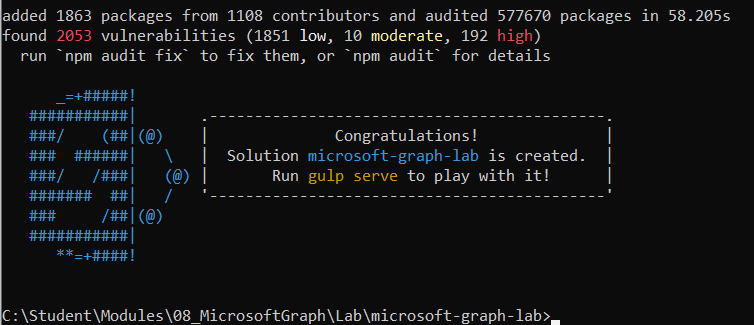 added 1863 packages from 1108 contributors and audited 577670 packages in 58.205s
found 2053 vulnerabilities (1851 low, 10 moderate, 192 high)
  run `npm audit fix` to fix them, or `npm audit` for details

      _=+#####!
   ###########|      .--------------------------------------------.
   ###/    (##|(@)    |              Congratulations!              |
   ###  ######|   \   |  Solution microsoft-graph-lab is created.  |
   ###/   /###|   (@) |       Run gulp serve to play with it!      |
   #######  ##|   /   '--------------------------------------------'
   ###     /##|(@)
   ###########|
      **=+####!

C:\Student\Modules\08_MicrosoftGraph\Lab\microsoft-graph-lab>